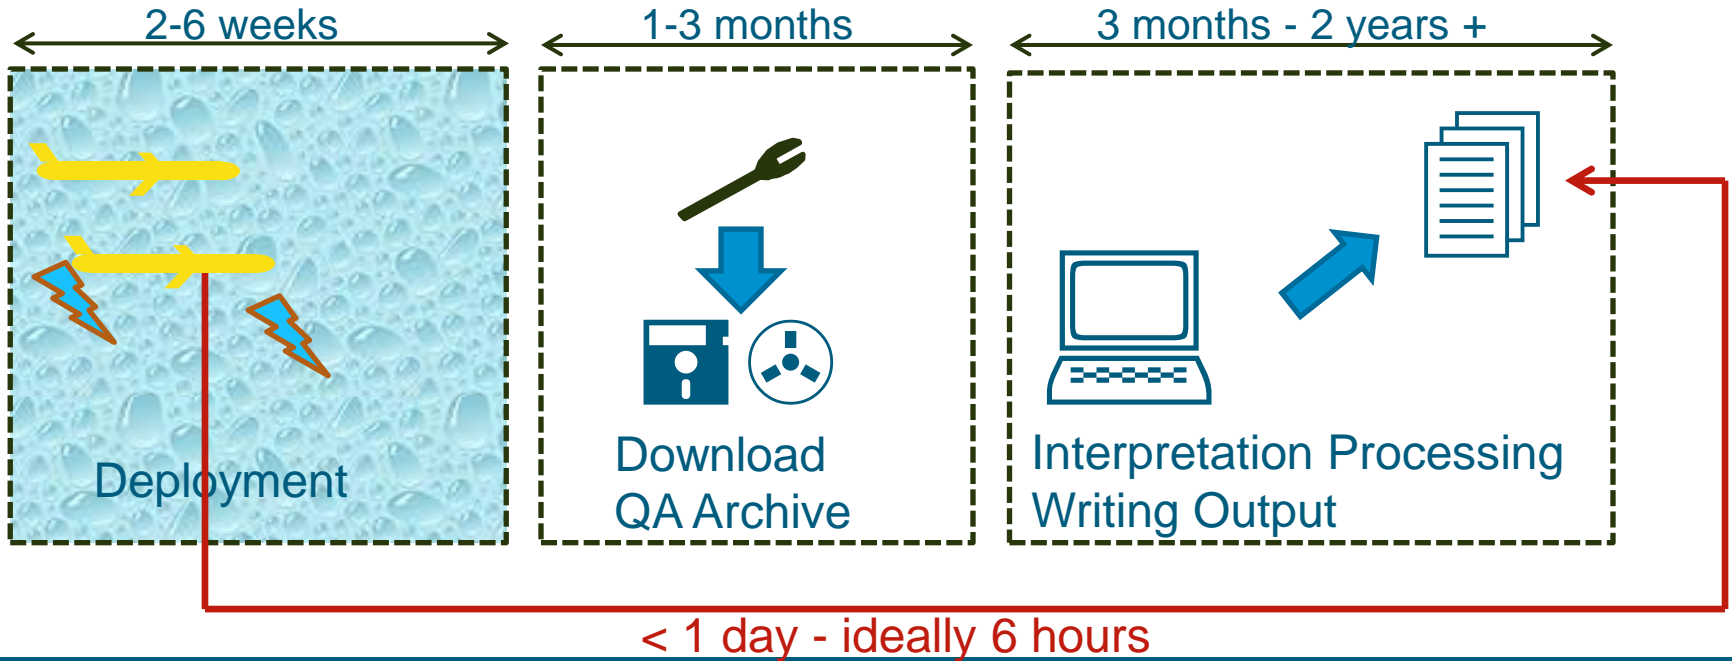 2-6 weeks
1-3 months
3 months - 2 years +
Deployment
Download
QA Archive
Interpretation Processing
Writing Output
< 1 day - ideally 6 hours